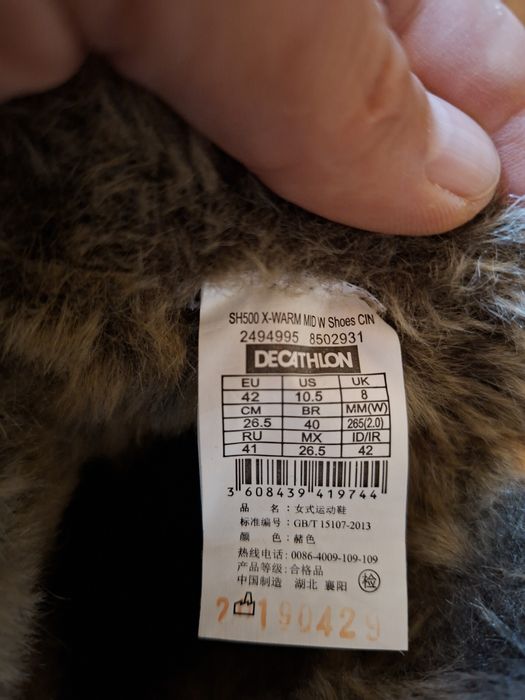 SH500 X-WARM MID W Shoes CIN
2494995 8502931
DECATHLON
EU US UK
42 10.5 8
CM BR MM(W)
26.5 40 265(2.0)
RU MX ID/IR
41 26.5 42
3 608439 419744
品 名：女式运动鞋
标准编号：GB/T 15107-2013
颜 色：赭色
热线电话：0086-4009-109-109
产品等级：合格品
中国制造 湖北 襄阳 检
20190429